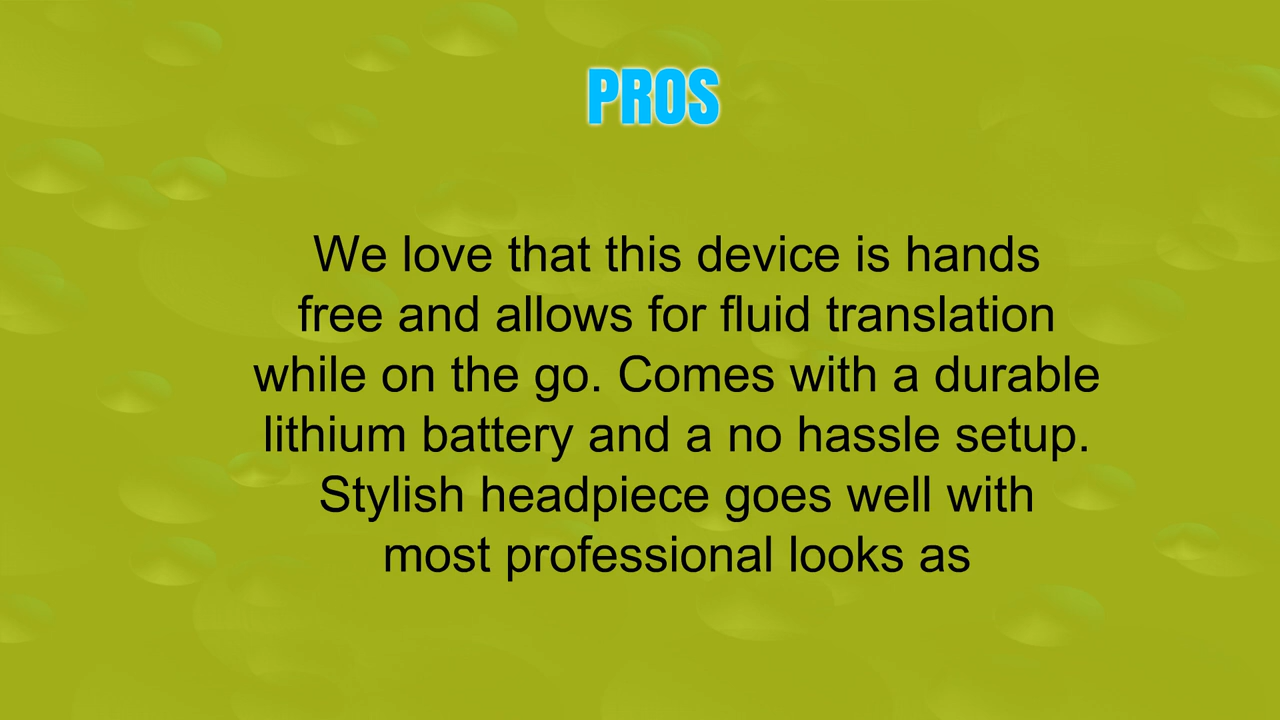 PROS
We love that this device is hands
free and allows for fluid translation
while on the go. Comes with a durable
lithium battery and a no hassle setup.
Stylish headpiece goes well with
most professional looks as